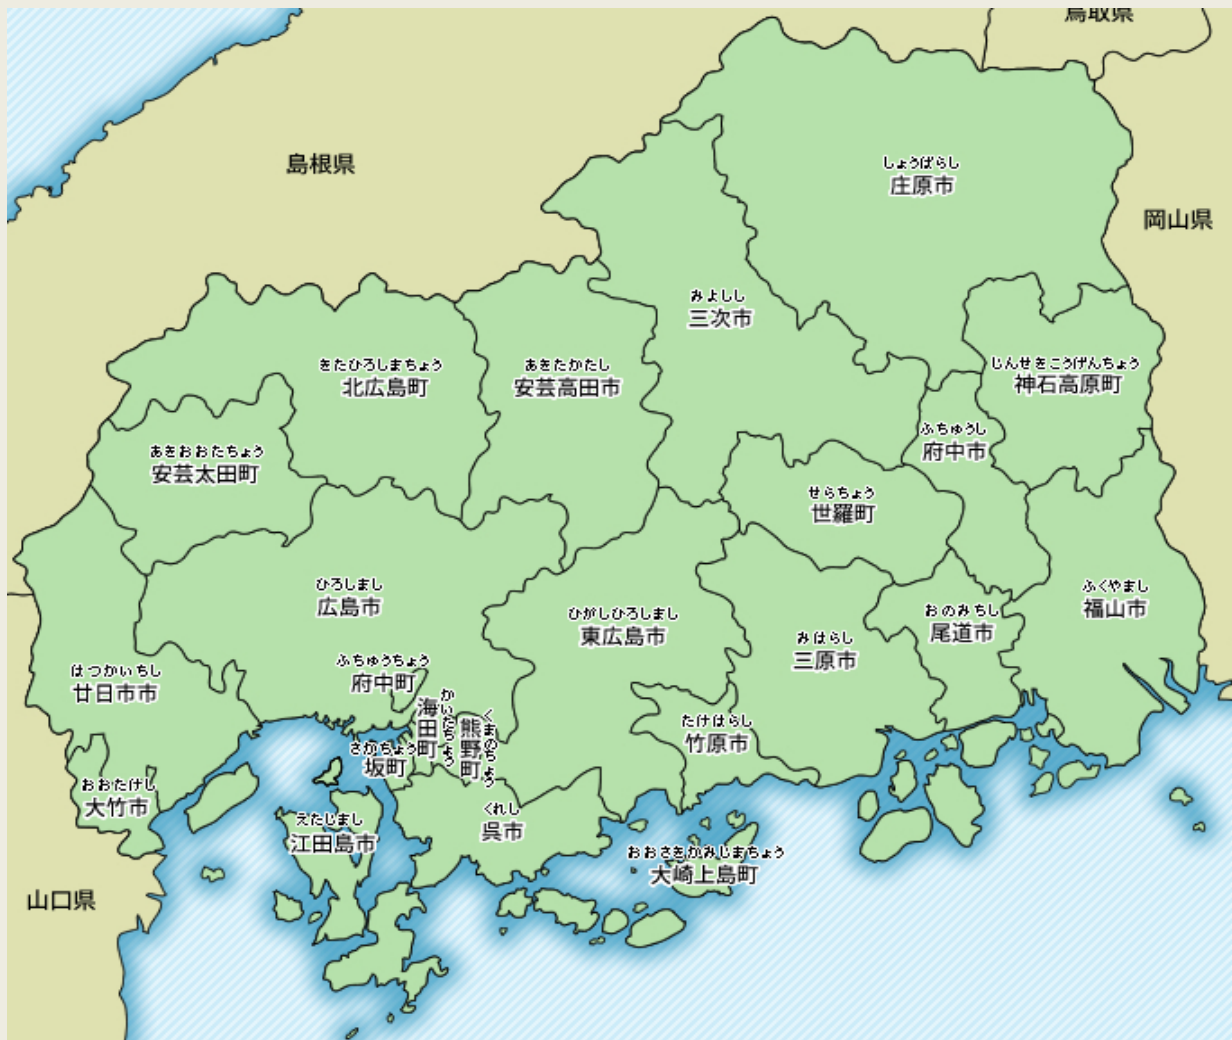 鳥取県
島根県
しょうばらし
庄原市
岡山県
みよしし
三次市
きたひろしまちょう
北広島町
あきたかたし
安芸高田市
じんせきこうげんちょう
神石高原町
ふちゅうし
府中市
あきおおたちょう
安芸太田町
せらちょう
世羅町
ひろしまし
広島市
ひがしひろしまし
東広島市
みはらし
三原市
おのみちし
尾道市
ふくやまし
福山市
はつかいちし
廿日市市
ふちゅうちょう
府中町
かいたちょう
海田町
くまのちょう
熊野町
たけはらし
竹原市
さかちょう
坂町
おおたけし
大竹市
えたじまし
江田島市
くれし
呉市
おおさきかみじまちょう
大崎上島町
山口県